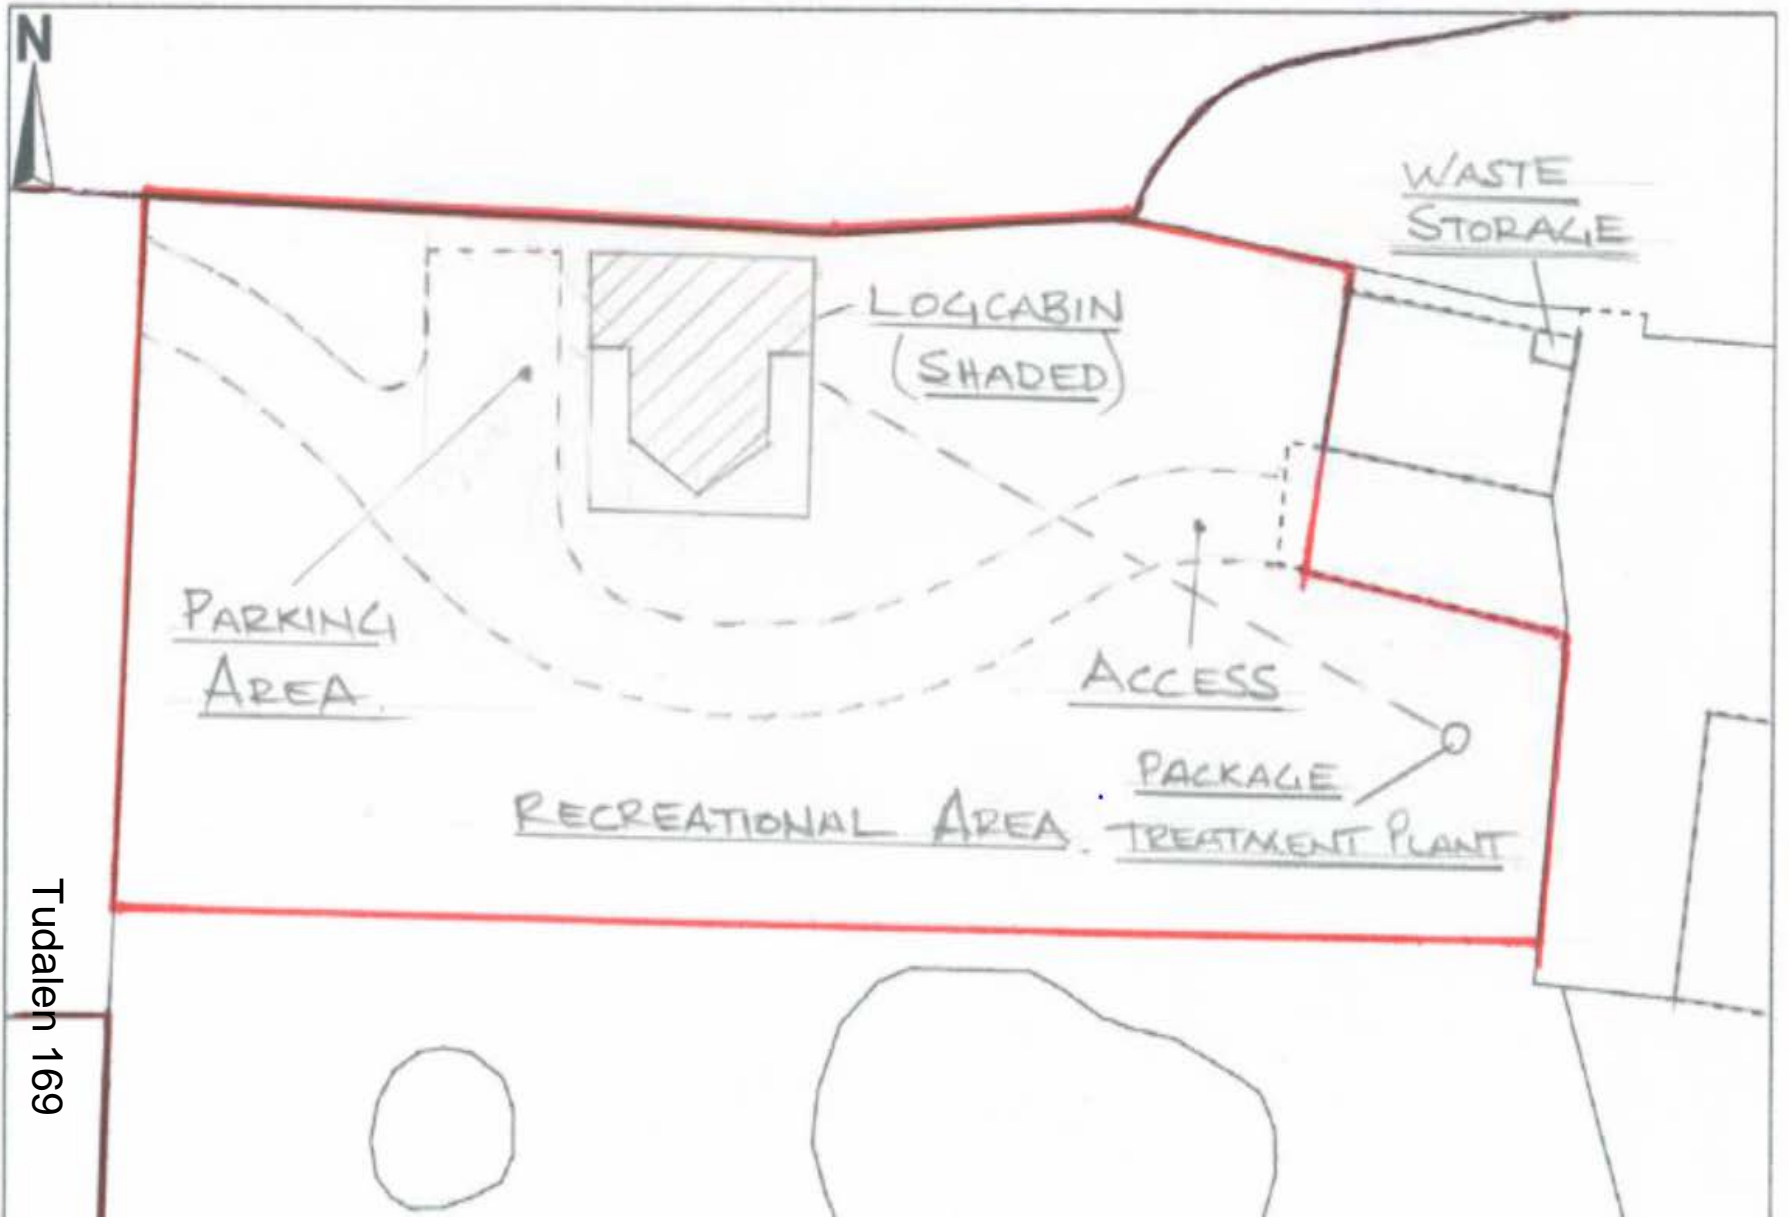 N
WASTE
STORAGE
LOGCABIN
(SHADED)
PARKING
AREA.
ACCESS
PACKAGE
TREATMENT PLANT
RECREATIONAL AREA.
Tudalen 169